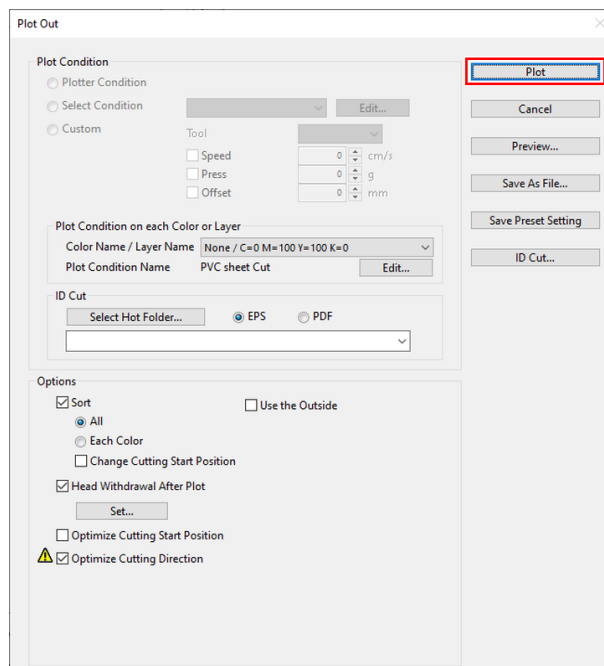 Plot Out
Plot Condition
Plotter Condition
Select Condition
Edit...
Custom
Tool
Speed
0
cm/s
Press
0
g
Offset
0
mm
Plot Condition on each Color or Layer
Color Name / Layer Name
None / C=0 M=100 Y=100 K=0
Plot Condition Name
PVC sheet Cut
Edit...
ID Cut
Select Hot Folder...
EPS
PDF
Options
Sort
Use the Outside
All
Each Color
Change Cutting Start Position
Head Withdrawal After Plot
Set...
Optimize Cutting Start Position
Optimize Cutting Direction
Plot
Cancel
Preview...
Save As File...
Save Preset Setting
ID Cut...